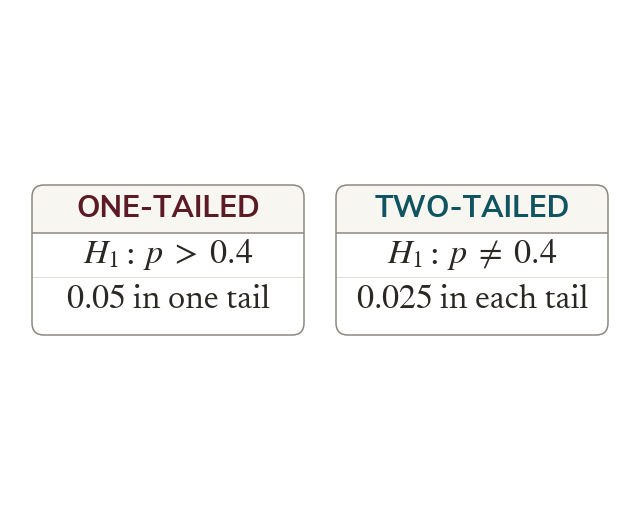 ONE-TAILED
H₁ : p > 0.4
0.05 in one tail
TWO-TAILED
H₁ : p ≠ 0.4
0.025 in each tail